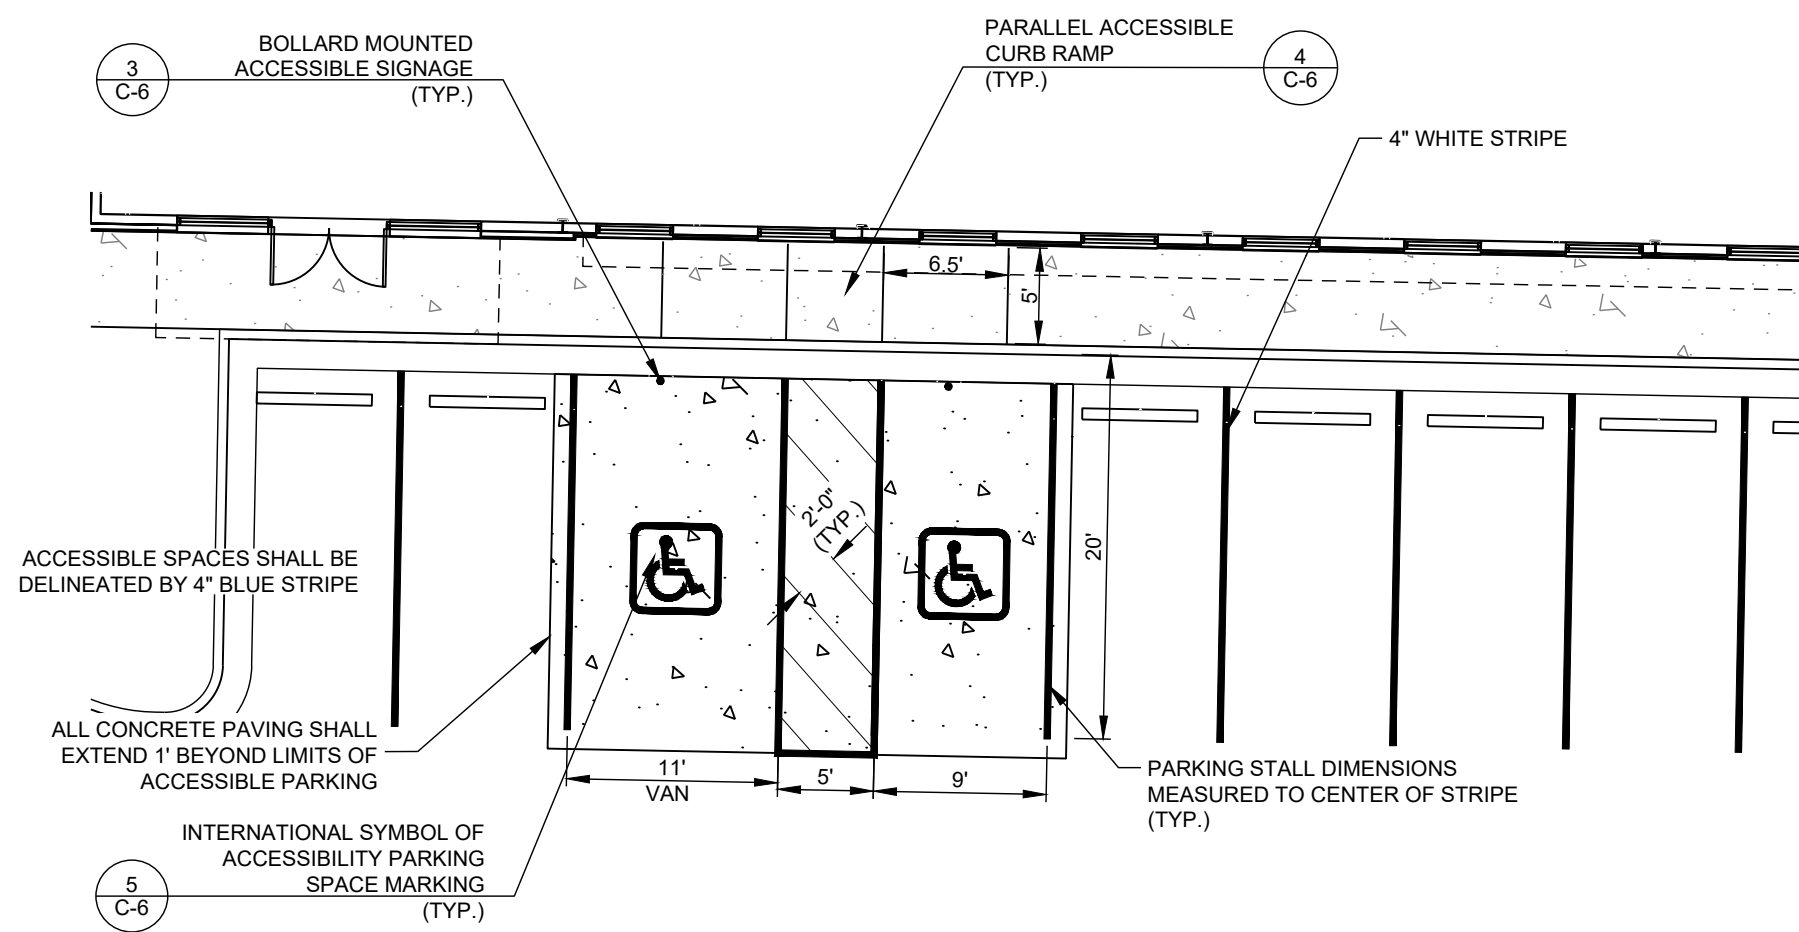 3
C-6
BOLLARD MOUNTED
ACCESSIBLE SIGNAGE
(TYP.)
PARALLEL ACCESSIBLE
CURB RAMP
(TYP.)
4
C-6
4" WHITE STRIPE
6.5'
5'
20'
2'-0"
(TYP.)
ACCESSIBLE SPACES SHALL BE
DELINEATED BY 4" BLUE STRIPE
ALL CONCRETE PAVING SHALL
EXTEND 1' BEYOND LIMITS OF
ACCESSIBLE PARKING
11'
VAN
5'
9'
PARKING STALL DIMENSIONS
MEASURED TO CENTER OF STRIPE
(TYP.)
INTERNATIONAL SYMBOL OF
ACCESSIBILITY PARKING
SPACE MARKING
(TYP.)
5
C-6